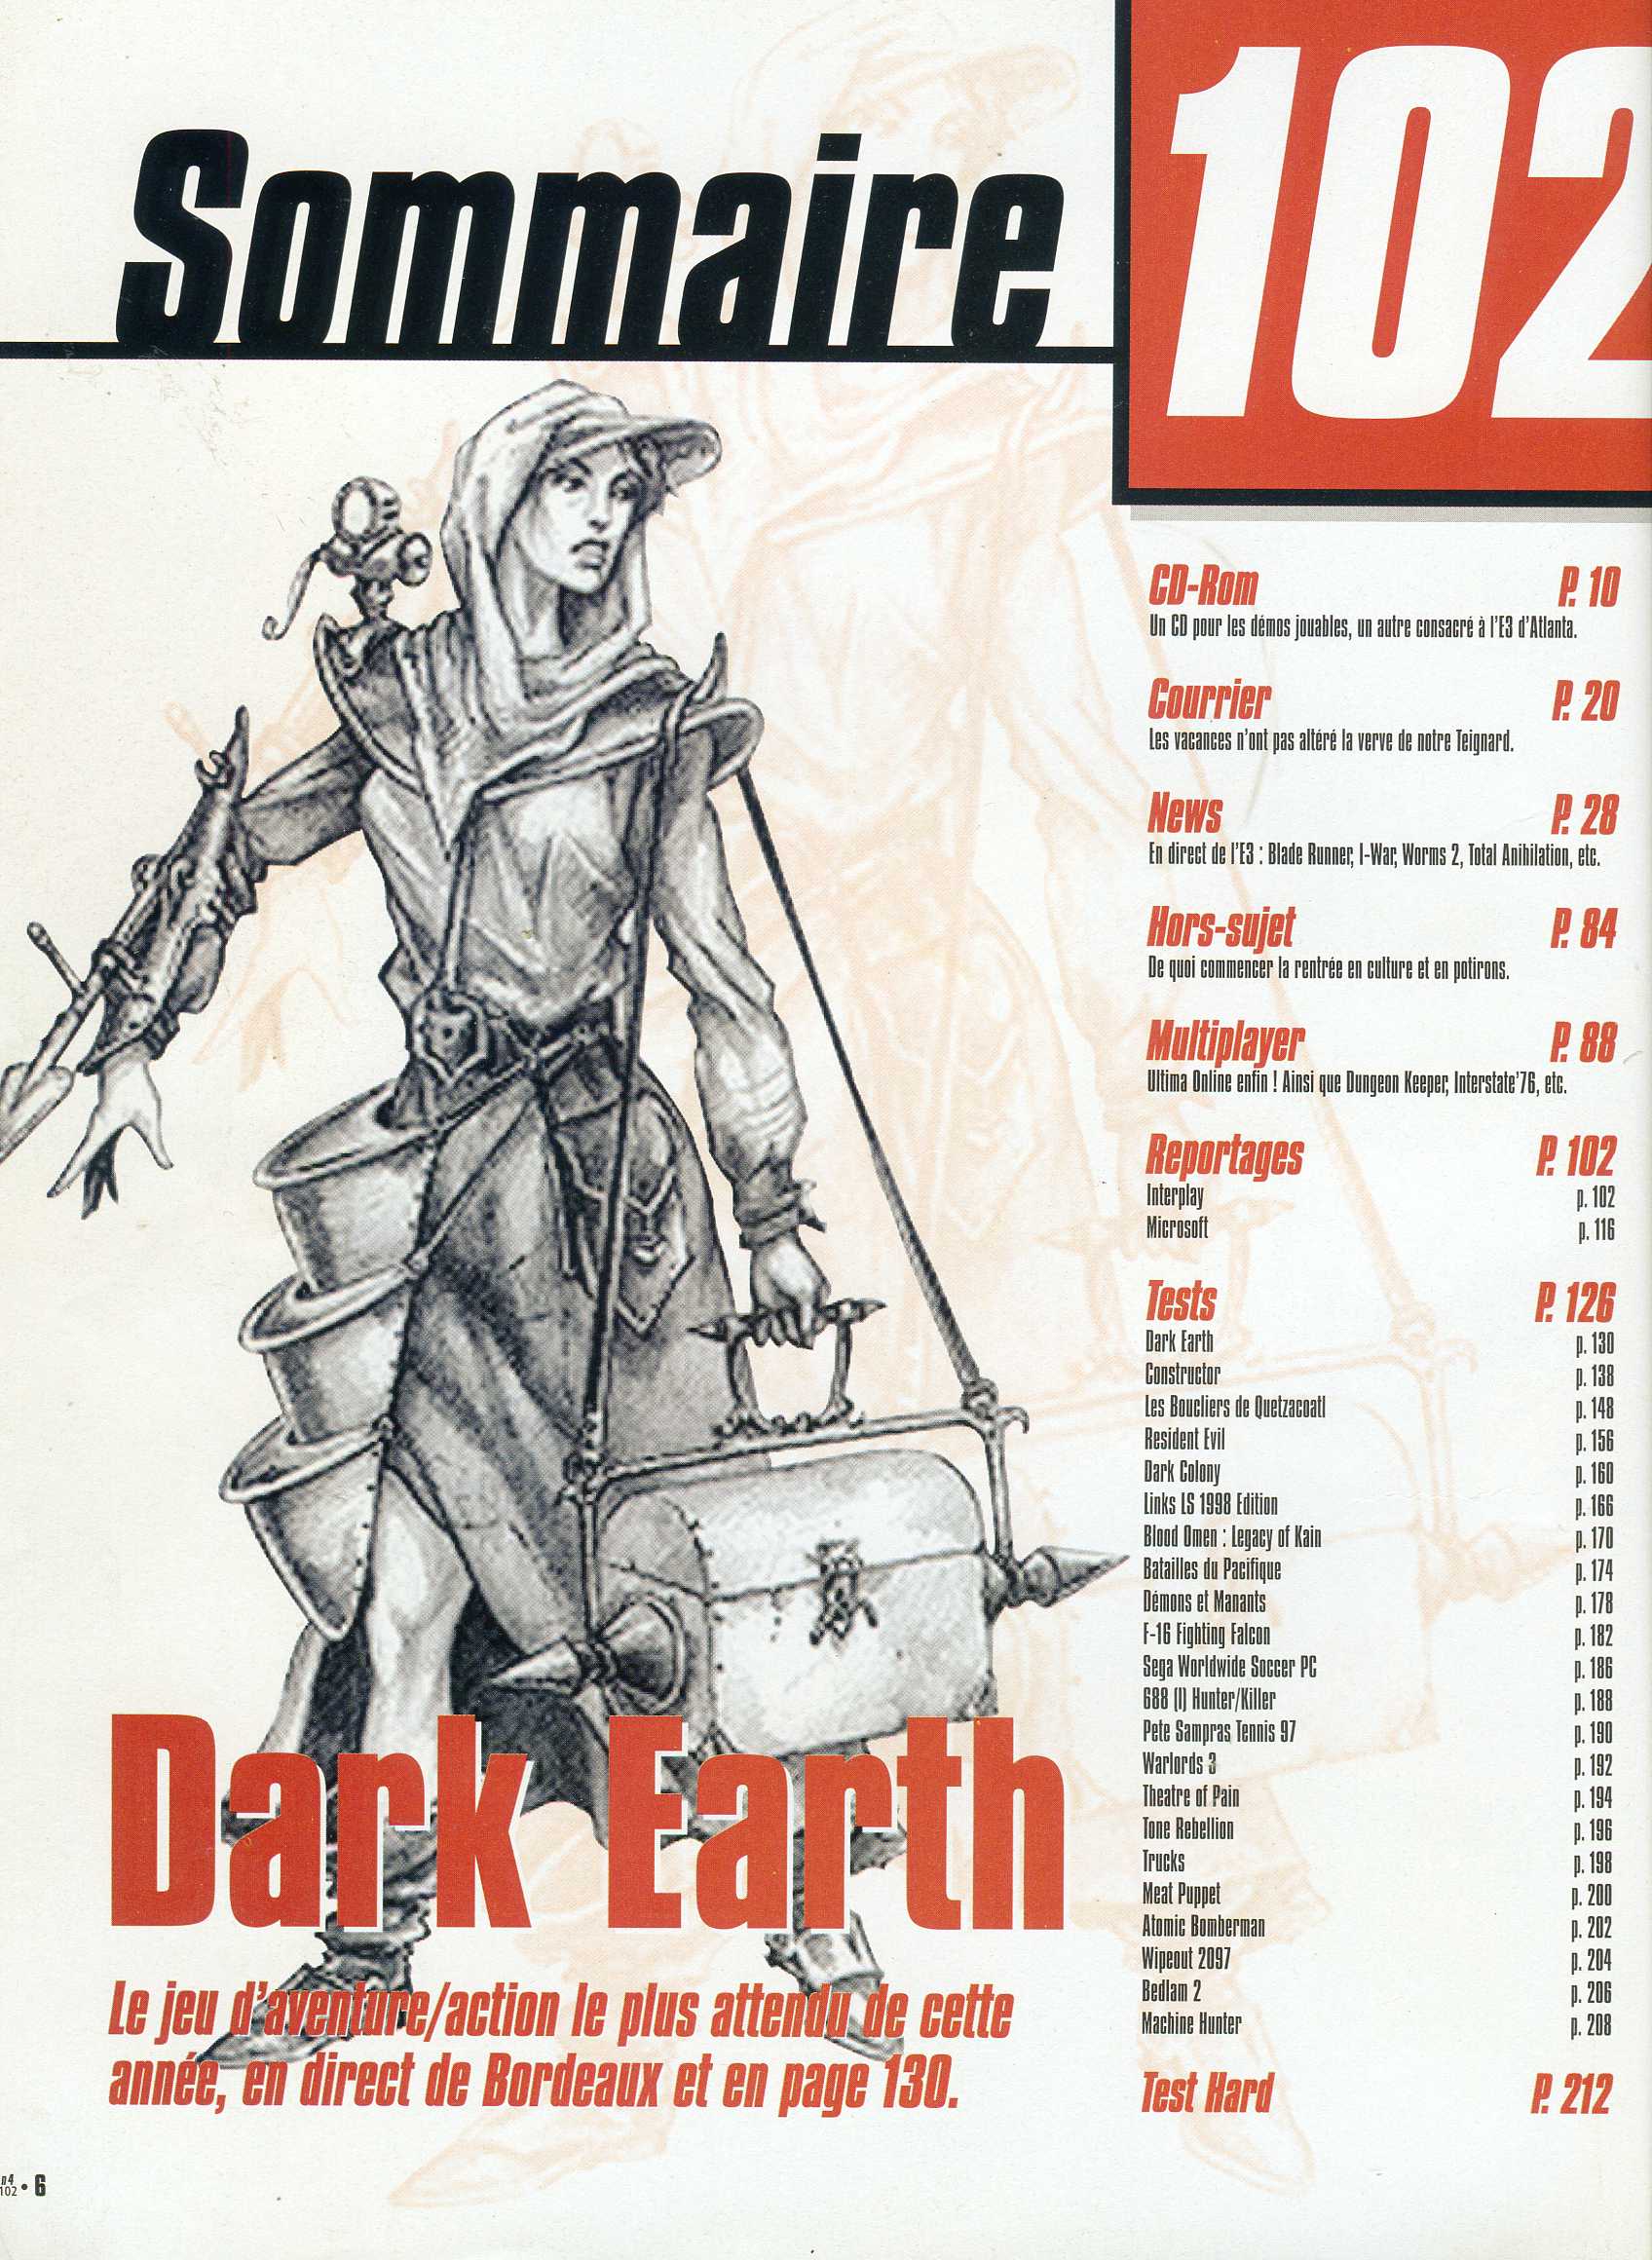 Sommaire
102
CD-Rom P. 10
Un CD pour les démos jouables, un autre consacré à l'E3 d'Atlanta.
Courrier P. 20
Les vacances n'ont pas altéré la verve de notre Teignard.
News P. 28
En direct de l'E3 : Blade Runner, I-War, Worms 2, Total Anihilation, etc.
Hors-sujet P. 84
De quoi commencer la rentrée en culture et en potirons.
Multiplayer P. 88
Ultima Online enfin ! Ainsi que Dungeon Keeper, Interstate'76, etc.
Reportages P. 102
Interplay p. 102
Microsoft p. 116
Tests P. 126
Dark Earth p. 130
Constructor p. 138
Les Boucliers de Quetzacoatl p. 148
Resident Evil p. 156
Dark Colony p. 160
Links LS 1998 Edition p. 166
Blood Omen : Legacy of Kain p. 170
Batailles du Pacifique p. 174
Démons et Manants p. 178
F-16 Fighting Falcon p. 182
Sega Worldwide Soccer PC p. 186
688 (I) Hunter/Killer p. 188
Pete Sampras Tennis 97 p. 190
Warlords 3 p. 192
Theatre of Pain p. 194
Tone Rebellion p. 196
Trucks p. 198
Meat Puppet p. 200
Atomic Bomberman p. 202
Wipeout 2097 p. 204
Bedlam 2 p. 206
Machine Hunter p. 208
Test Hard P. 212
Dark Earth
Le jeu d'aventure/action le plus attendu de cette
année, en direct de Bordeaux et en page 130.
n4
102 • 6